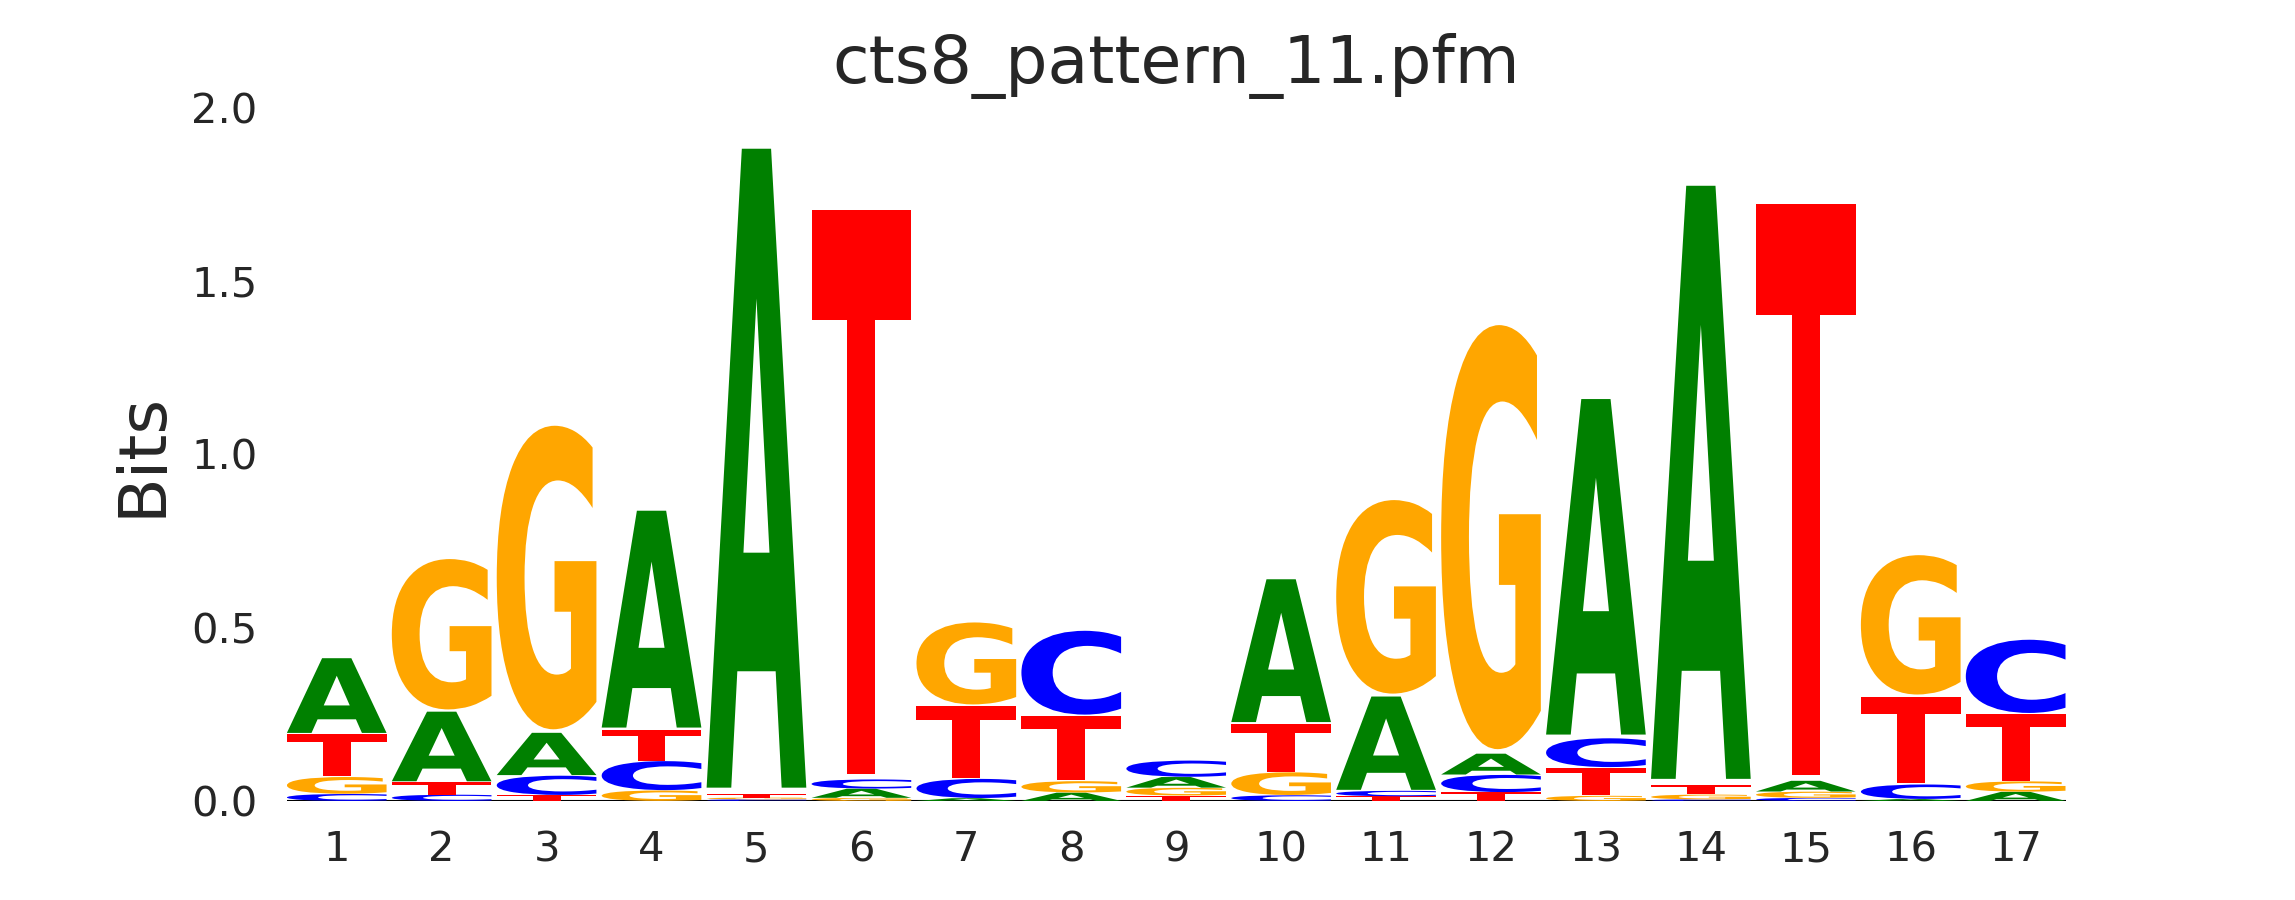 cts8_pattern_11.pfm
2.0
1.5
1.0
0.5
0.0
Bits
A G G A A T G C C A G G A A T G C
T A A T T C T T A T A A C T A T T
G T C C G A C G G G C C T G G C G
C C T G G A A T C T T G C A A
1 2 3 4 5 6 7 8 9 10 11 12 13 14 15 16 17